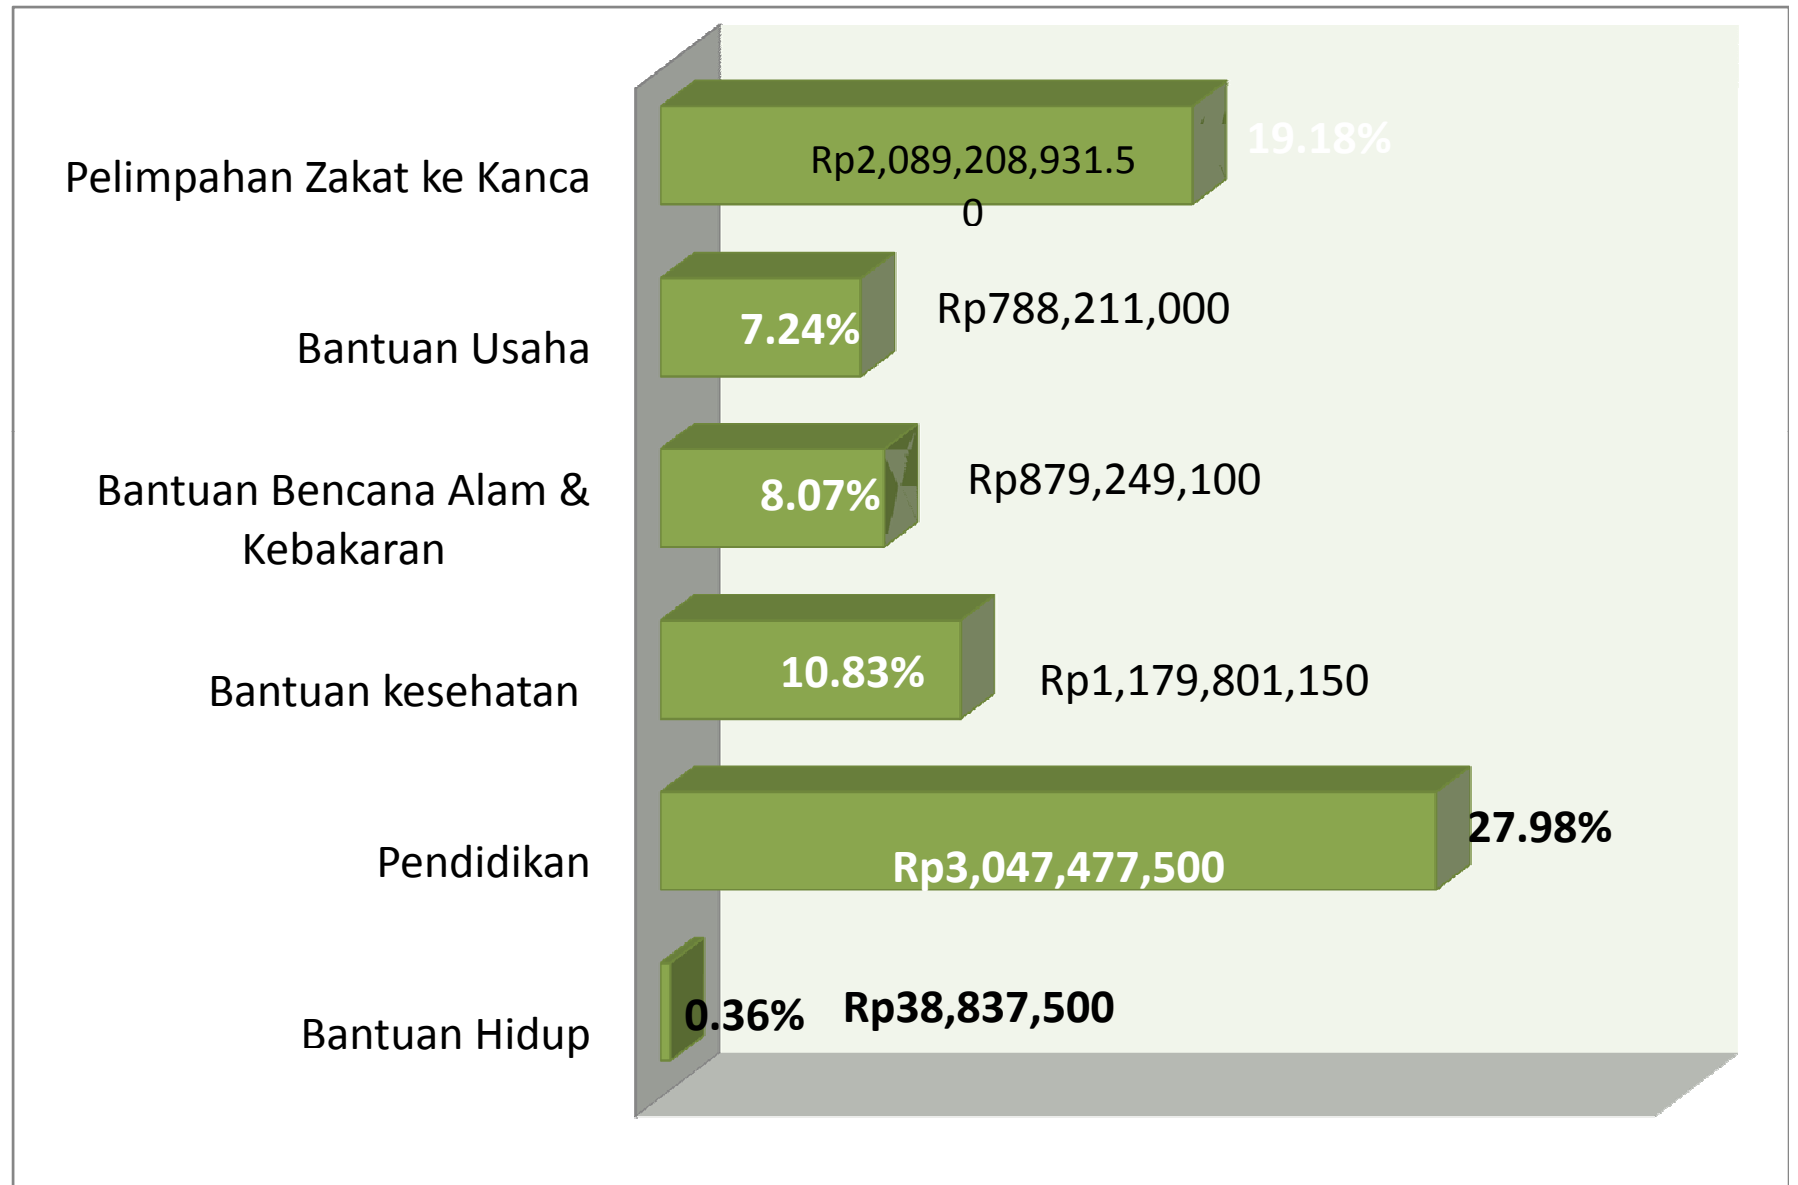 Pelimpahan Zakat ke Kanca
Rp2,089,208,931.5
0
19.18%
Bantuan Usaha
7.24%
Rp788,211,000
Bantuan Bencana Alam &
Kebakaran
8.07%
Rp879,249,100
Bantuan kesehatan
10.83%
Rp1,179,801,150
Pendidikan
Rp3,047,477,500
27.98%
Bantuan Hidup
0.36%
Rp38,837,500